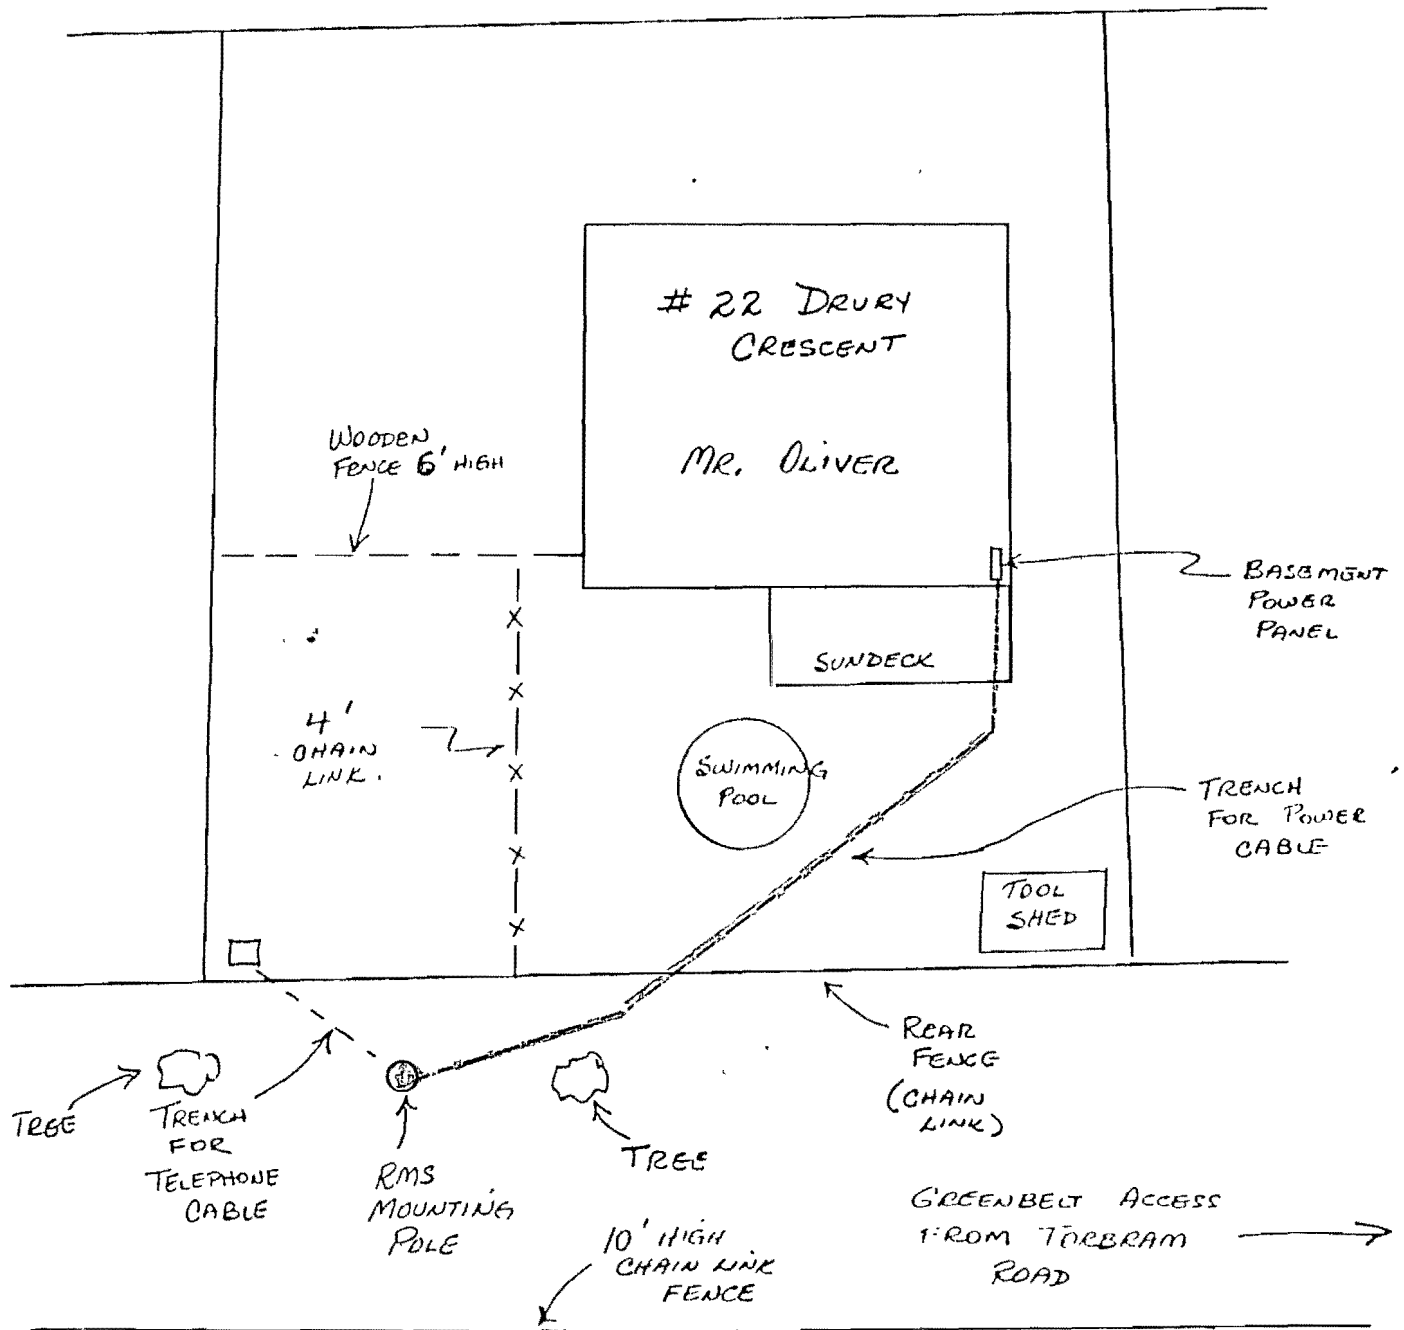 # 22 DRURY
CRESCENT
MR. OLIVER
WOODEN
FENCE 6' HIGH
BASEMENT
POWER
PANEL
SUNDECK
4'
CHAIN
LINK.
SWIMMING
POOL
TRENCH
FOR POWER
CABLE
TOOL
SHED
REAR
FENCE
(CHAIN
LINK)
TREE
TRENCH
FOR
TELEPHONE
CABLE
RMS
MOUNTING
POLE
TREE
10' HIGH
CHAIN LINK
FENCE
GREENBELT ACCESS
FROM TORBRAM
ROAD